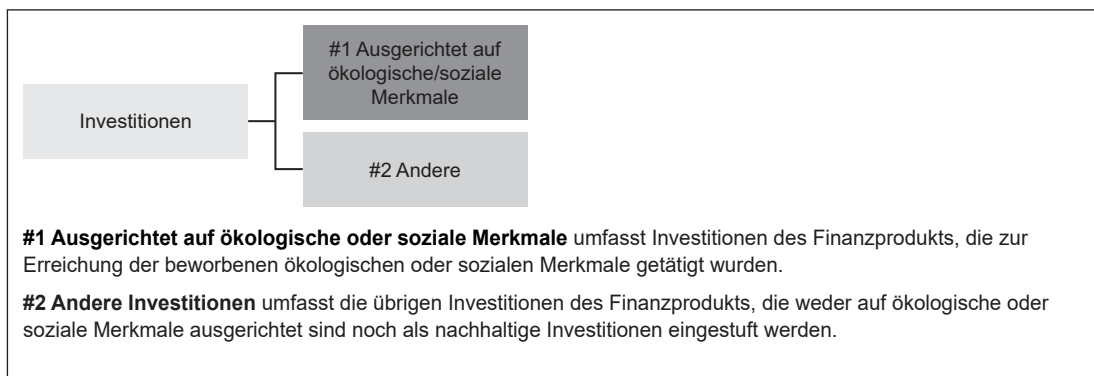 #1 Ausgerichtet auf
ökologische/soziale
Merkmale
Investitionen
#2 Andere
#1 Ausgerichtet auf ökologische oder soziale Merkmale umfasst Investitionen des Finanzprodukts, die zur
Erreichung der beworbenen ökologischen oder sozialen Merkmale getätigt wurden.
#2 Andere Investitionen umfasst die übrigen Investitionen des Finanzprodukts, die weder auf ökologische oder
soziale Merkmale ausgerichtet sind noch als nachhaltige Investitionen eingestuft werden.